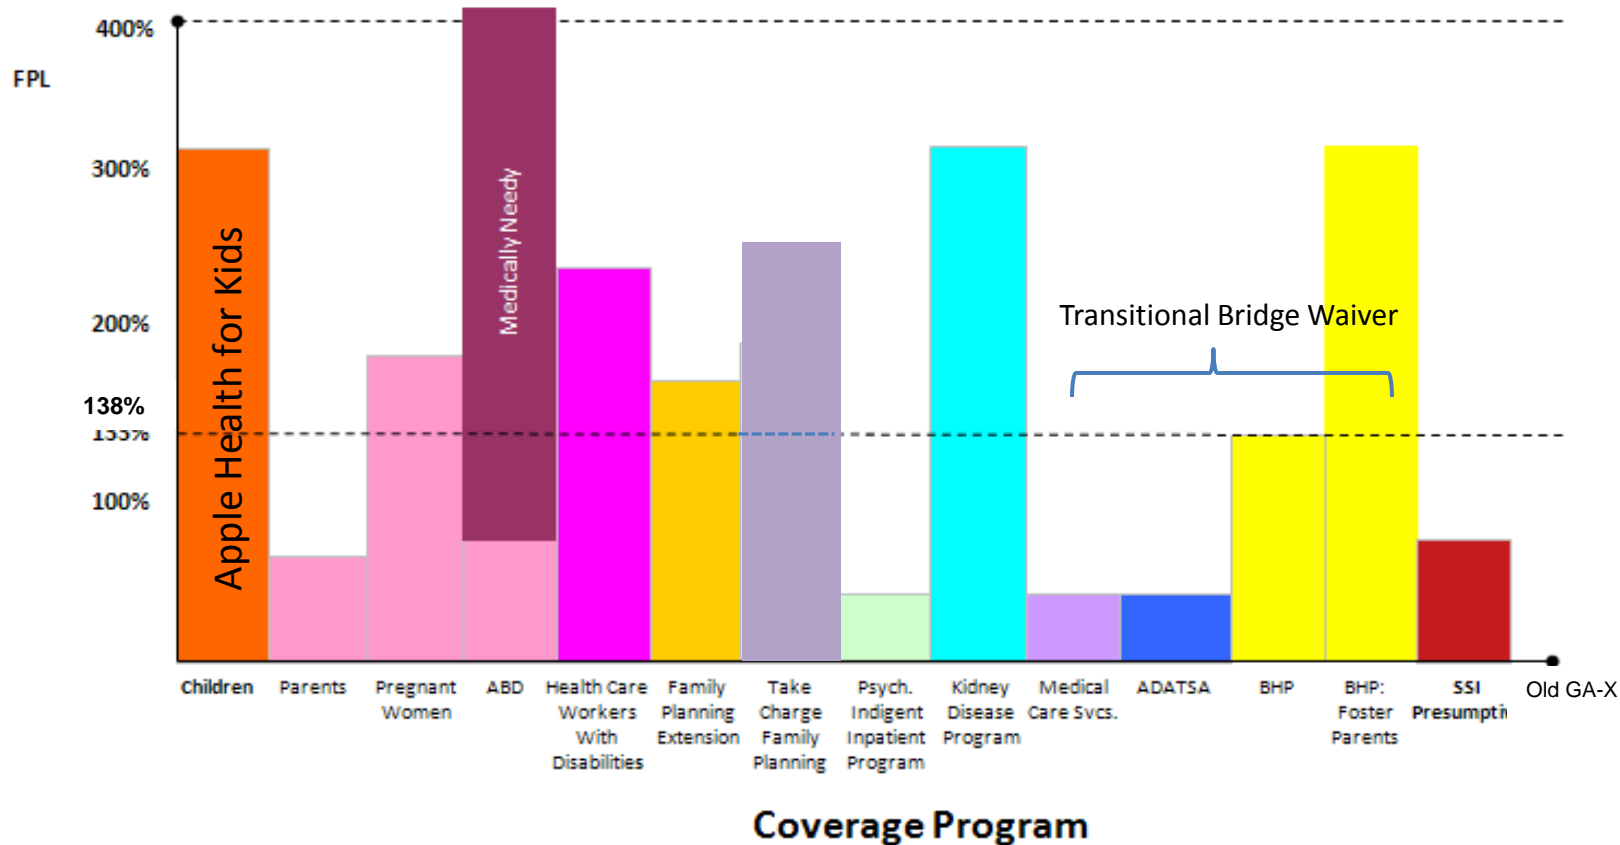 400%
FPL
300%
200%
138%
133%
100%
Apple Health for Kids
Medically Needy
Transitional Bridge Waiver
Children
Parents
Pregnant
Women
ABD
Health Care
Workers
With
Disabilities
Family
Planning
Extension
Take
Charge
Family
Planning
Psych.
Indigent
Inpatient
Program
Kidney
Disease
Program
Medical
Care Svcs.
ADATSA
BHP
BHP:
Foster
Parents
SSI
Presumptiv
Old GA-X
Coverage Program